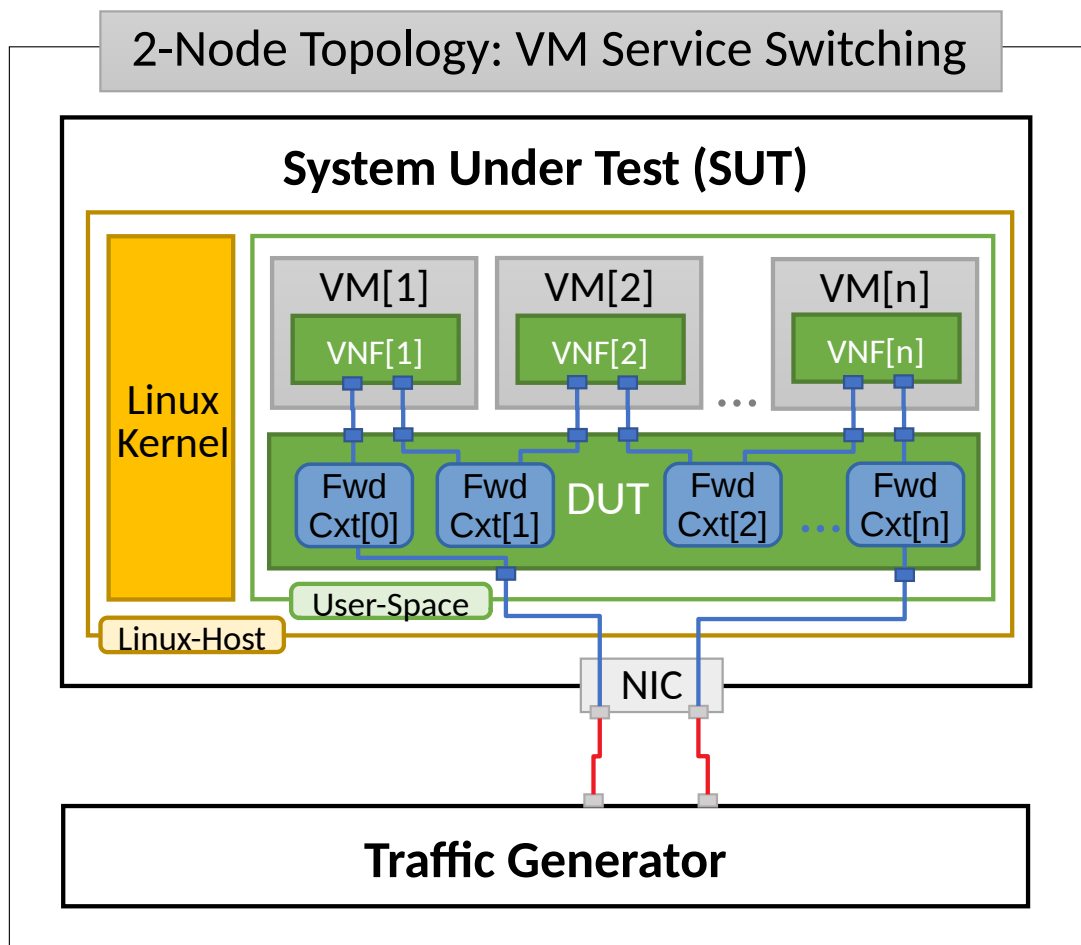 2-Node Topology: VM Service Switching
System Under Test (SUT)
VM[1]
VM[2]
VM[n]
VNF[1]
VNF[2]
VNF[n]
...
Linux
Kernel
Fwd
Cxt[0]
Fwd
Cxt[1]
DUT
Fwd
Cxt[2]
...
Fwd
Cxt[n]
User-Space
Linux-Host
NIC
Traffic Generator